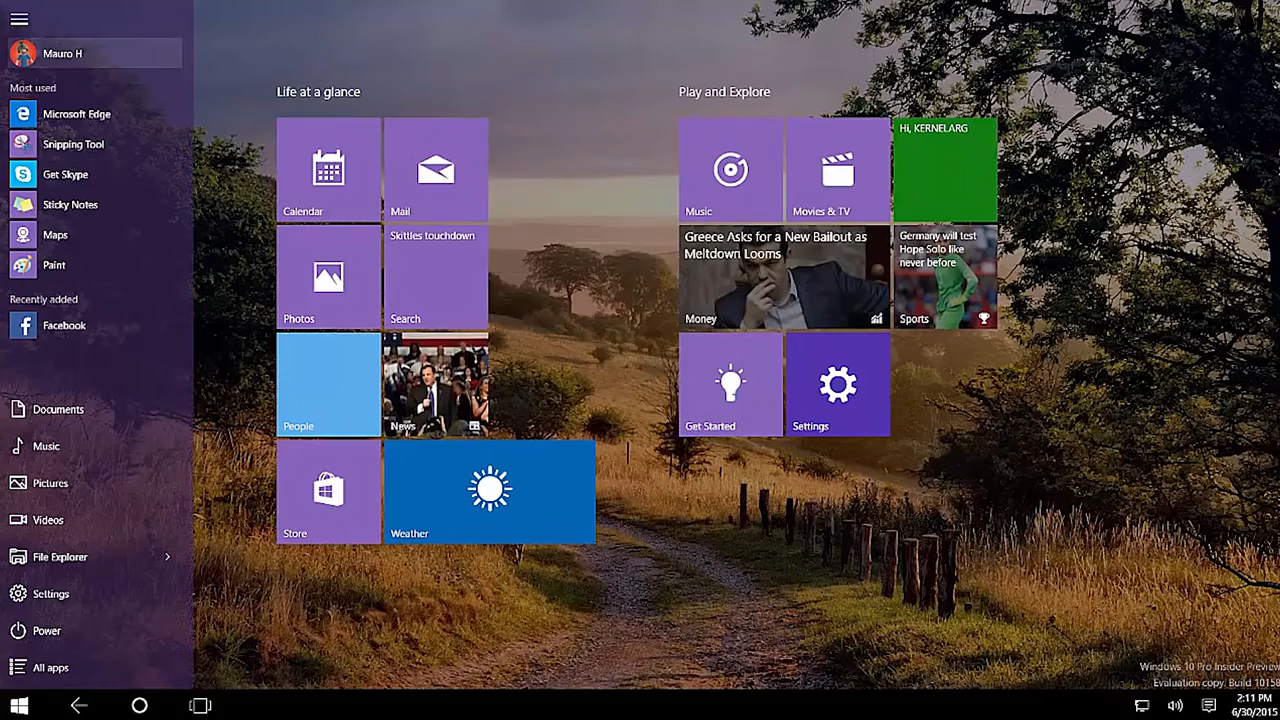 Mauro H
Most used
Microsoft Edge
Snipping Tool
Get Skype
Sticky Notes
Maps
Paint
Recently added
Facebook
Documents
Music
Pictures
Videos
File Explorer
Settings
Power
All apps
Life at a glance
Calendar
Mail
Photos
Skittles touchdown
Search
People
News
Store
Weather
Play and Explore
Music
Movies & TV
Hi, KERNELARG
Greece Asks for a New Bailout as
Meltdown Looms
Money
Germany will test
Hope Solo like
never before
Sports
Get Started
Settings
Windows 10 Pro Insider Preview
Evaluation copy. Build 10158
2:11 PM
6/30/2015